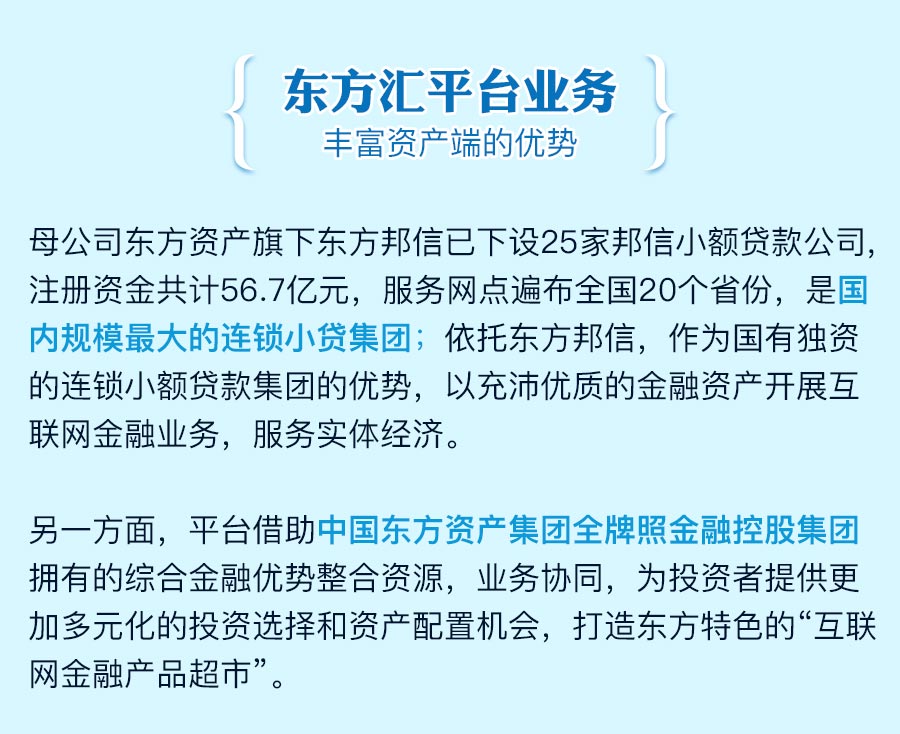 东方汇平台业务
丰富资产端的优势
母公司东方资产旗下东方邦信已下设25家邦信小额贷款公司,
注册资金共计56.7亿元，服务网点遍布全国20个省份，是国
内规模最大的连锁小贷集团；依托东方邦信，作为国有独资
的连锁小额贷款集团的优势，以充沛优质的金融资产开展互
联网金融业务，服务实体经济。
另一方面，平台借助中国东方资产集团全牌照金融控股集团
拥有的综合金融优势整合资源，业务协同，为投资者提供更
加多元化的投资选择和资产配置机会，打造东方特色的“互联
网金融产品超市”。